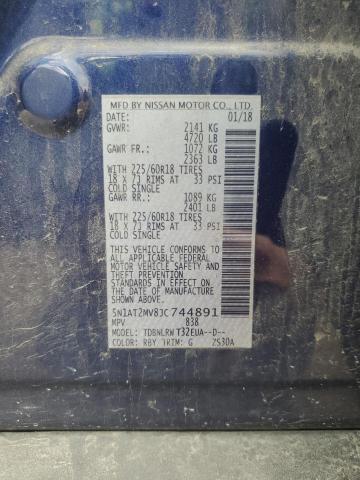 MFD BY NISSAN MOTOR CO., LTD.
DATE: 01/18
GVWR: 2141 KG
4720 LB
GAWR FR.: 1072 KG
2363 LB
WITH 225/60R18 TIRES
18 X 7J RIMS AT 33 PSI
COLD SINGLE
GAWR RR.: 1089 KG
2401 LB
WITH 225/60R18 TIRES
18 X 7J RIMS AT 33 PSI
COLD SINGLE
THIS VEHICLE CONFORMS TO
ALL APPLICABLE FEDERAL
MOTOR VEHICLE SAFETY AND
THEFT PREVENTION STANDARDS
IN EFFECT ON THE DATE OF
MANUFACTURE SHOWN ABOVE.
5N1AT2MV8JC744891
MPV 838
MODEL: TDBNLRW T32EUA--D--
COLOR: RBY TRIM: G ZS30A